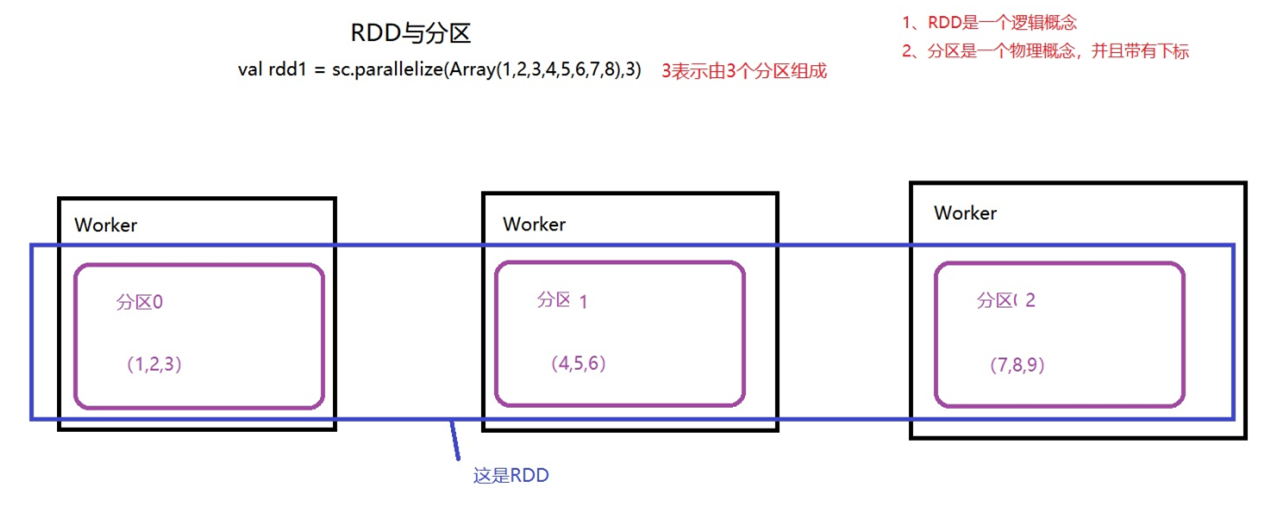 RDD与分区
1、RDD是一个逻辑概念
2、分区是一个物理概念，并且带有下标
val rdd1 = sc.parallelize(Array(1,2,3,4,5,6,7,8),3) 3表示由3个分区组成
Worker
Worker
Worker
分区0
分区 1
分区 2
（1,2,3）
（4,5,6）
（7,8,9）
这是RDD